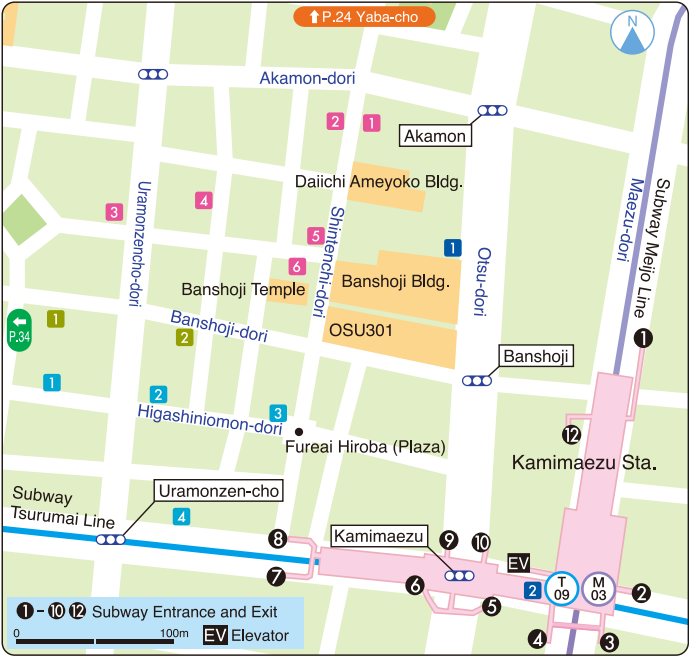 P.24 Yaba-cho
N
Akamon-dori
2
1
Akamon
Daiichi Ameyoko Bldg.
Uramonzencho-dori
3
4
Shintenchi-dori
5
6
1
Otsu-dori
Maezu-dori
Subway Meijo Line
Banshoji Temple
Banshoji Bldg.
P.34
1
2
Banshoji-dori
OSU301
1
Banshoji
1
2
3
Higashiniomon-dori
Fureai Hiroba (Plaza)
12
Kamimaezu Sta.
Subway
Tsurumai Line
Uramonzen-cho
4
Kamimaezu
8
9
10
EV
7
6
5
2
T
09
M
03
2
4
3
1 - 10 12 Subway Entrance and Exit
0
100m
EV Elevator